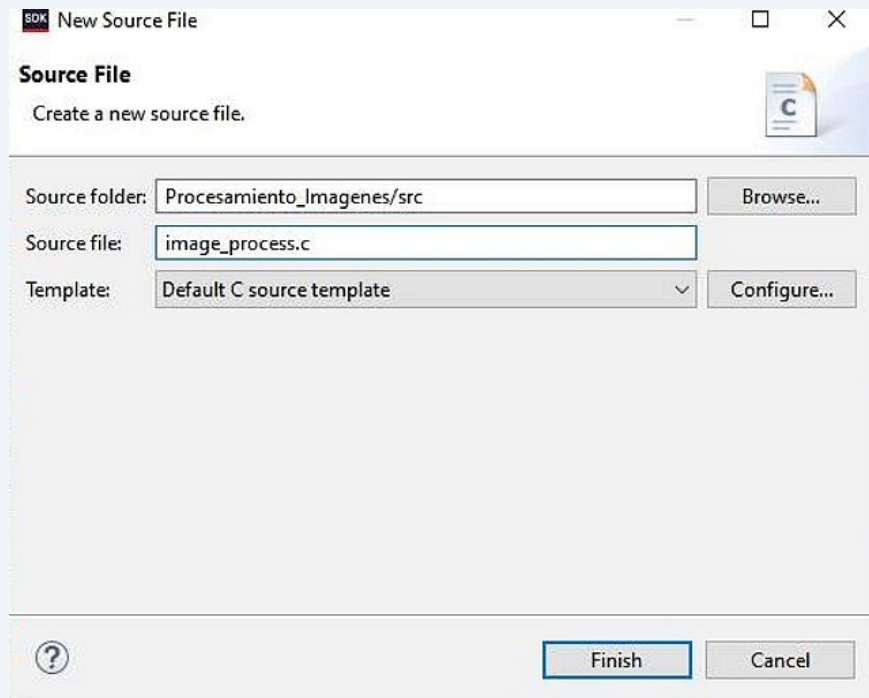 SDK New Source File
Source File
Create a new source file.
C
Source folder: Procesamiento_Imagenes/src Browse...
Source file: image_process.c
Template: Default C source template Configure...
? Finish Cancel